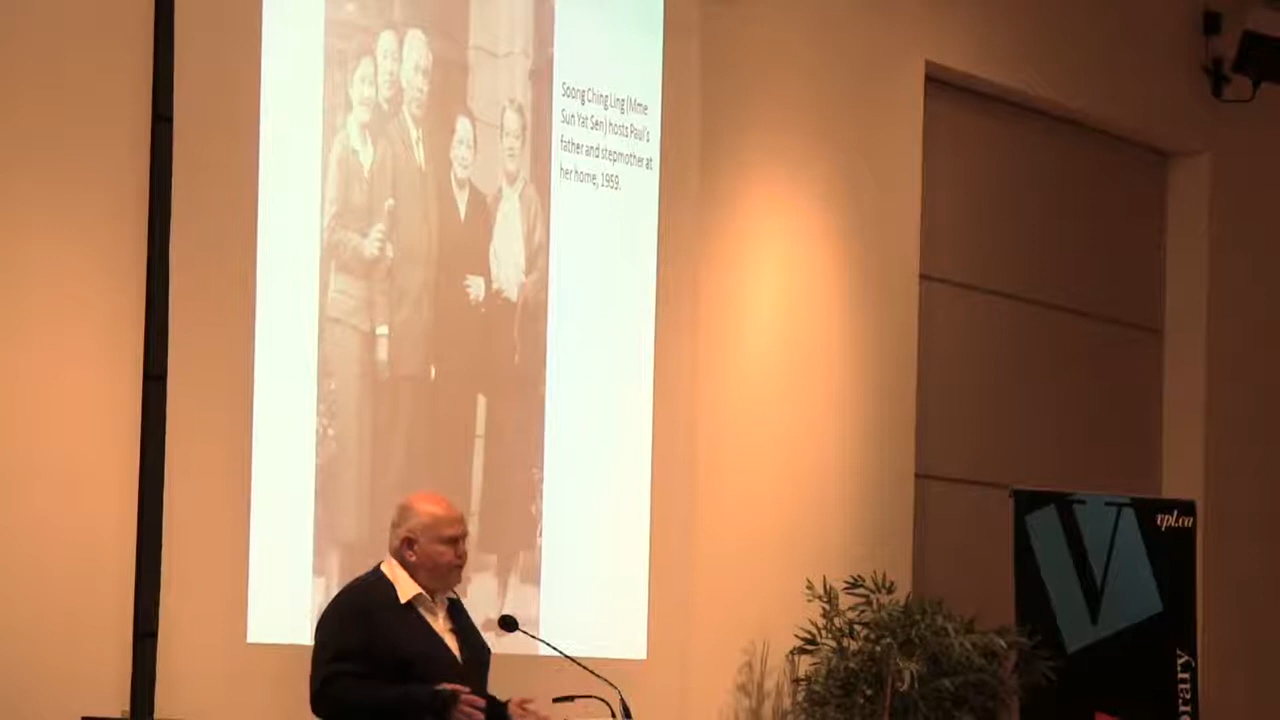 Soong Ching Ling (Mme
Sun Yat Sen) hosts Paul's
father and stepmother at
her home, 1959.
vpl.ca
V
rary